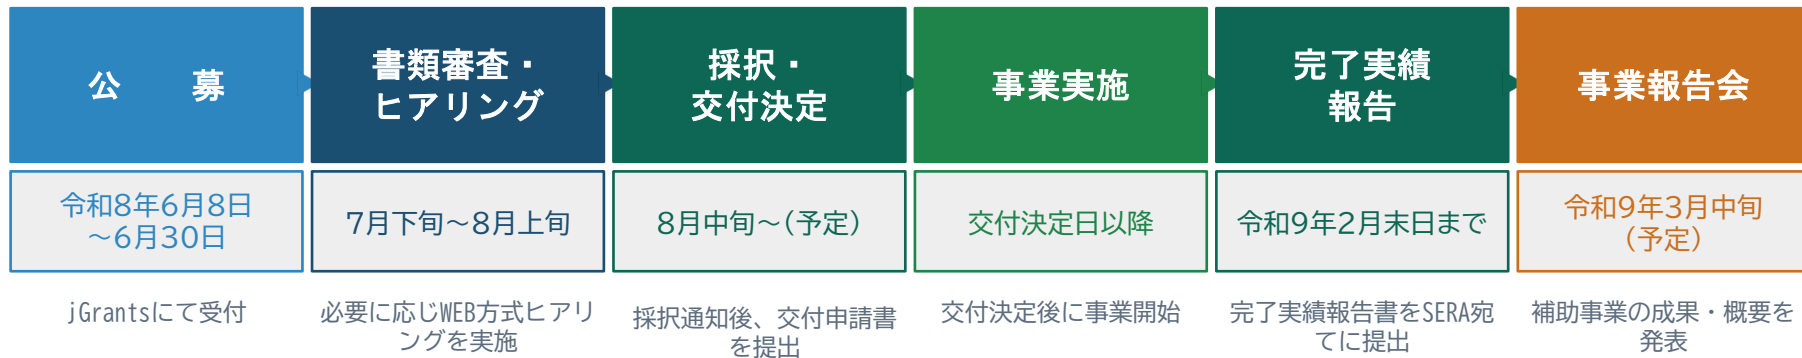 公　募
書類審査・
ヒアリング
採択・
交付決定
事業実施
完了実績
報告
事業報告会
令和8年6月8日
～6月30日
7月下旬～8月上旬
8月中旬～(予定)
交付決定日以降
令和9年2月末日まで
令和9年3月中旬
(予定)
jGrantsにて受付
必要に応じWEB方式ヒアリ
ングを実施
採択通知後、交付申請書
を提出
交付決定後に事業開始
完了実績報告書をSERA宛
てに提出
補助事業の成果・概要を
発表